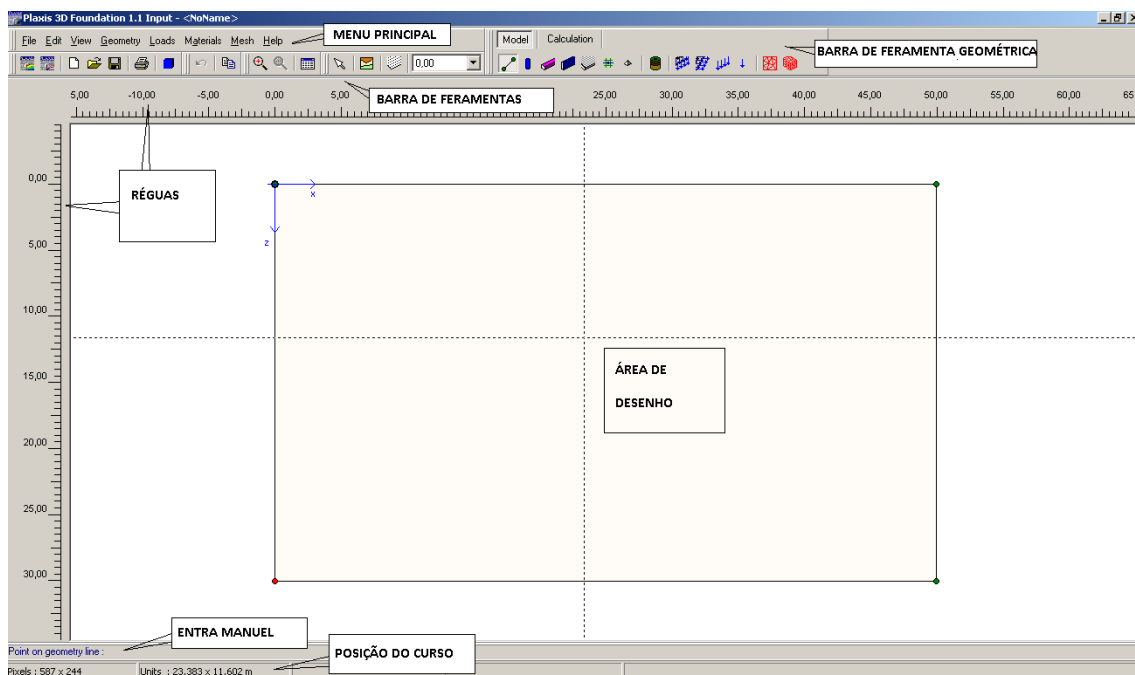 Plaxis 3D Foundation 1.1 Input - <NoName>
File Edit View Geometry Loads Materials Mesh Help
MENU PRINCIPAL
Model Calculation
BARRA DE FERAMENTA GEOMÉTRICA
0,00
BARRA DE FERAMENTAS
5,00 -10,00 -5,00 0,00 5,00 25,00 30,00 35,00 40,00 45,00 50,00 55,00 60,00 65
0,00
RÉGUAS
x
z
5,00
10,00
ÁREA DE
DESENHO
15,00
20,00
25,00
30,00
ENTRA MANUEL
Point on geometry line :
POSIÇÃO DO CURSO
Pixels : 587 x 244 Units : 23.383 x 11.602 m